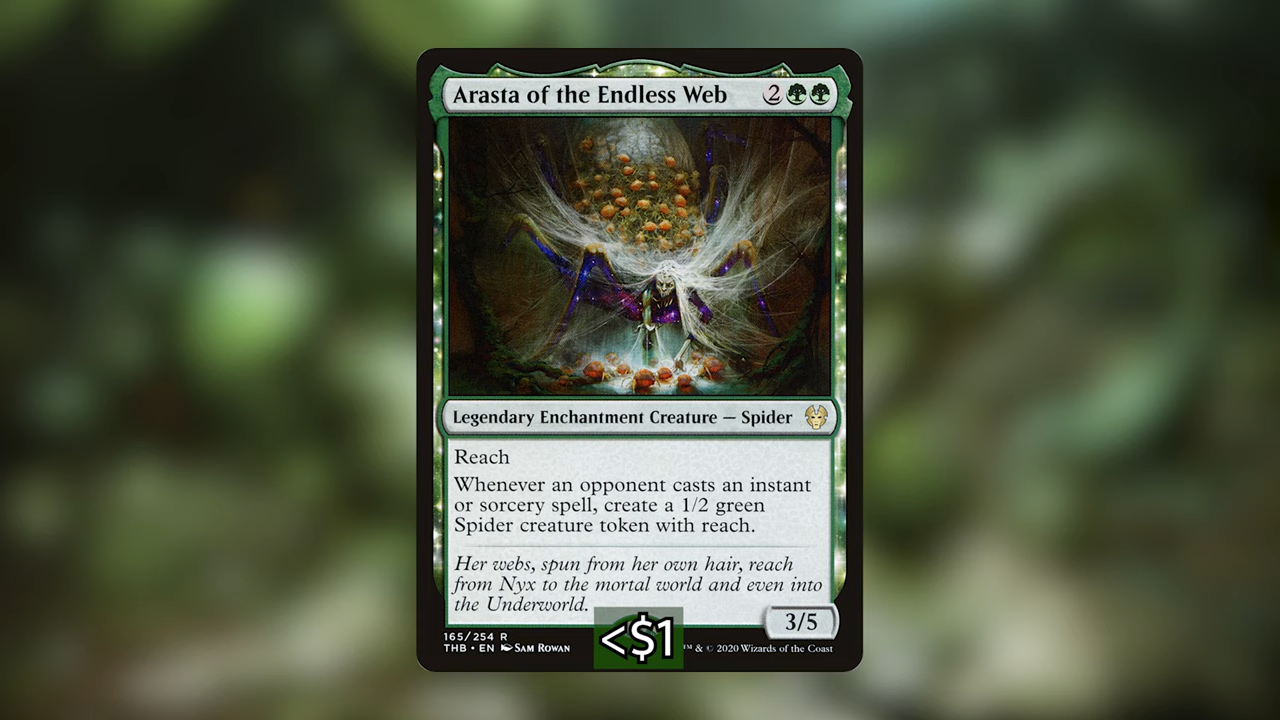 Arasta of the Endless Web 2
Legendary Enchantment Creature — Spider
Reach
Whenever an opponent casts an instant
or sorcery spell, create a 1/2 green
Spider creature token with reach.
Her webs, spun from her own hair, reach
from Nyx to the mortal world and even into
the Underworld.
3/5
<$1
165/254 R
THB • EN SAM ROWAN
™ & © 2020 Wizards of the Coast